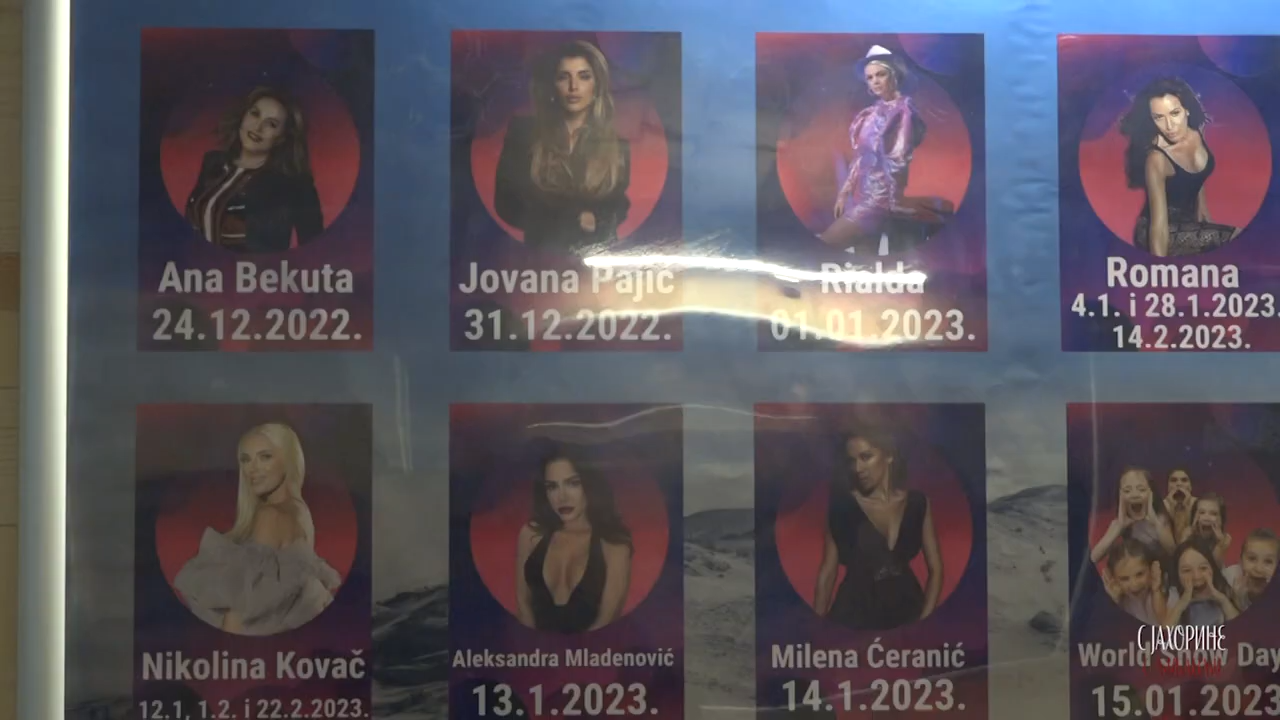 Ana Bekuta
24.12.2022.
Jovana Pajić
31.12.2022.
Rialda
01.01.2023.
Romana
4.1. i 28.1.2023.
14.2.2023.
Nikolina Kovač
12.1, 1.2. i 22.2.2023.
Aleksandra Mladenović
13.1.2023.
Milena Ćeranić
14.1.2023.
World Snow Day
15.01.2023
С ЈАХОРИНЕ